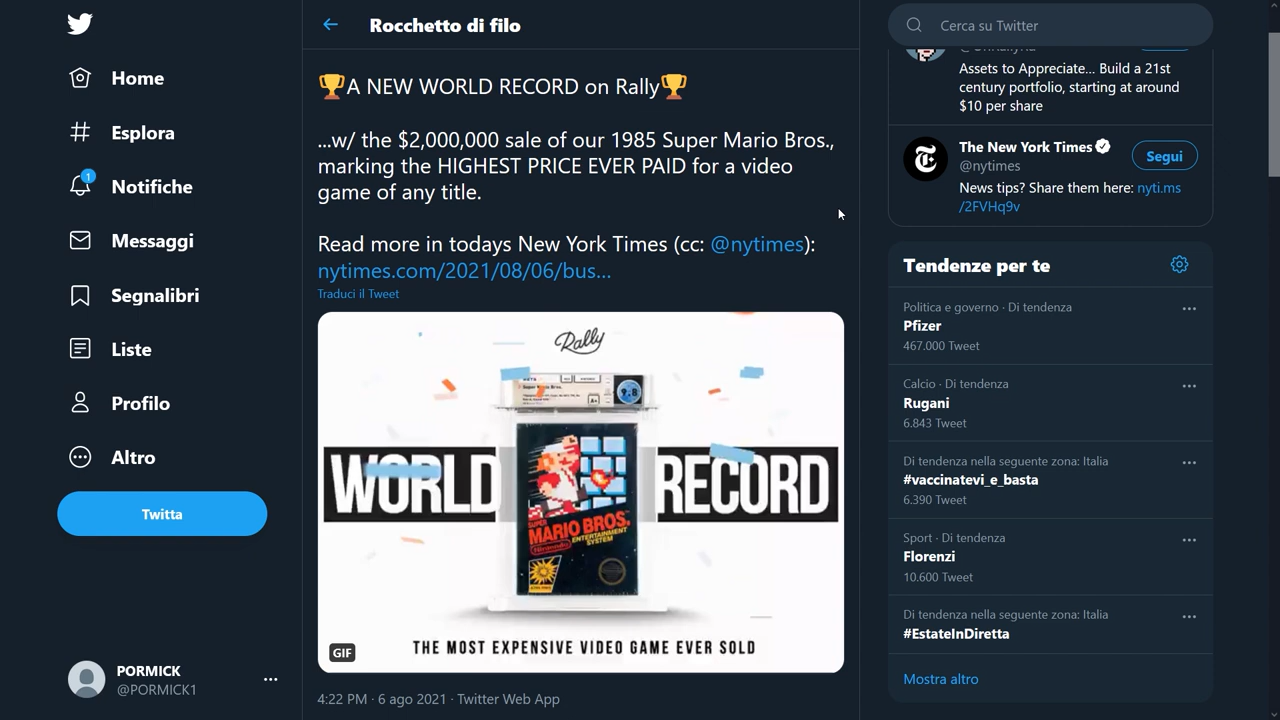 Home
Esplora
Notifiche
1
Messaggi
Segnalibri
Liste
Profilo
Altro
Twitta
PORMICK
@PORMICK1
Rocchetto di filo
🏆A NEW WORLD RECORD on Rally🏆
...w/ the $2,000,000 sale of our 1985 Super Mario Bros.,
marking the HIGHEST PRICE EVER PAID for a video
game of any title.
Read more in todays New York Times (cc: @nytimes):
nytimes.com/2021/08/06/bus...
Traduci il Tweet
Rally
Super Mario Bros.
9.8
A+
WORLD RECORD
SUPER
MARIO BROS.
Nintendo ENTERTAINMENT
SYSTEM
THE MOST EXPENSIVE VIDEO GAME EVER SOLD
GIF
4:22 PM · 6 ago 2021 · Twitter Web App
Cerca su Twitter
Assets to Appreciate... Build a 21st
century portfolio, starting at around
$10 per share
The New York Times
@nytimes
Segui
News tips? Share them here: nyti.ms
/2FVHq9v
Tendenze per te
Politica e governo · Di tendenza
Pfizer
467.000 Tweet
Calcio · Di tendenza
Rugani
6.843 Tweet
Di tendenza nella seguente zona: Italia
#vaccinatevi_e_basta
6.390 Tweet
Sport · Di tendenza
Florenzi
10.600 Tweet
Di tendenza nella seguente zona: Italia
#EstateInDiretta
Mostra altro